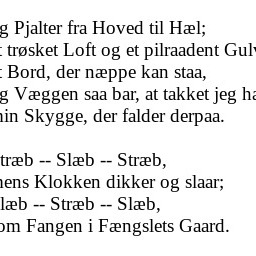 g Pjalter fra Hoved til Hæl;
t trøsket Loft og et pilraadent Gulv
t Bord, der næppe kan staa,
g Væggen saa bar, at takket jeg ha
nin Skygge, der falder derpaa.
træb -- Slæb -- Stræb,
nens Klokken dikker og slaar;
læb -- Stræb -- Slæb,
om Fangen i Fængslets Gaard.